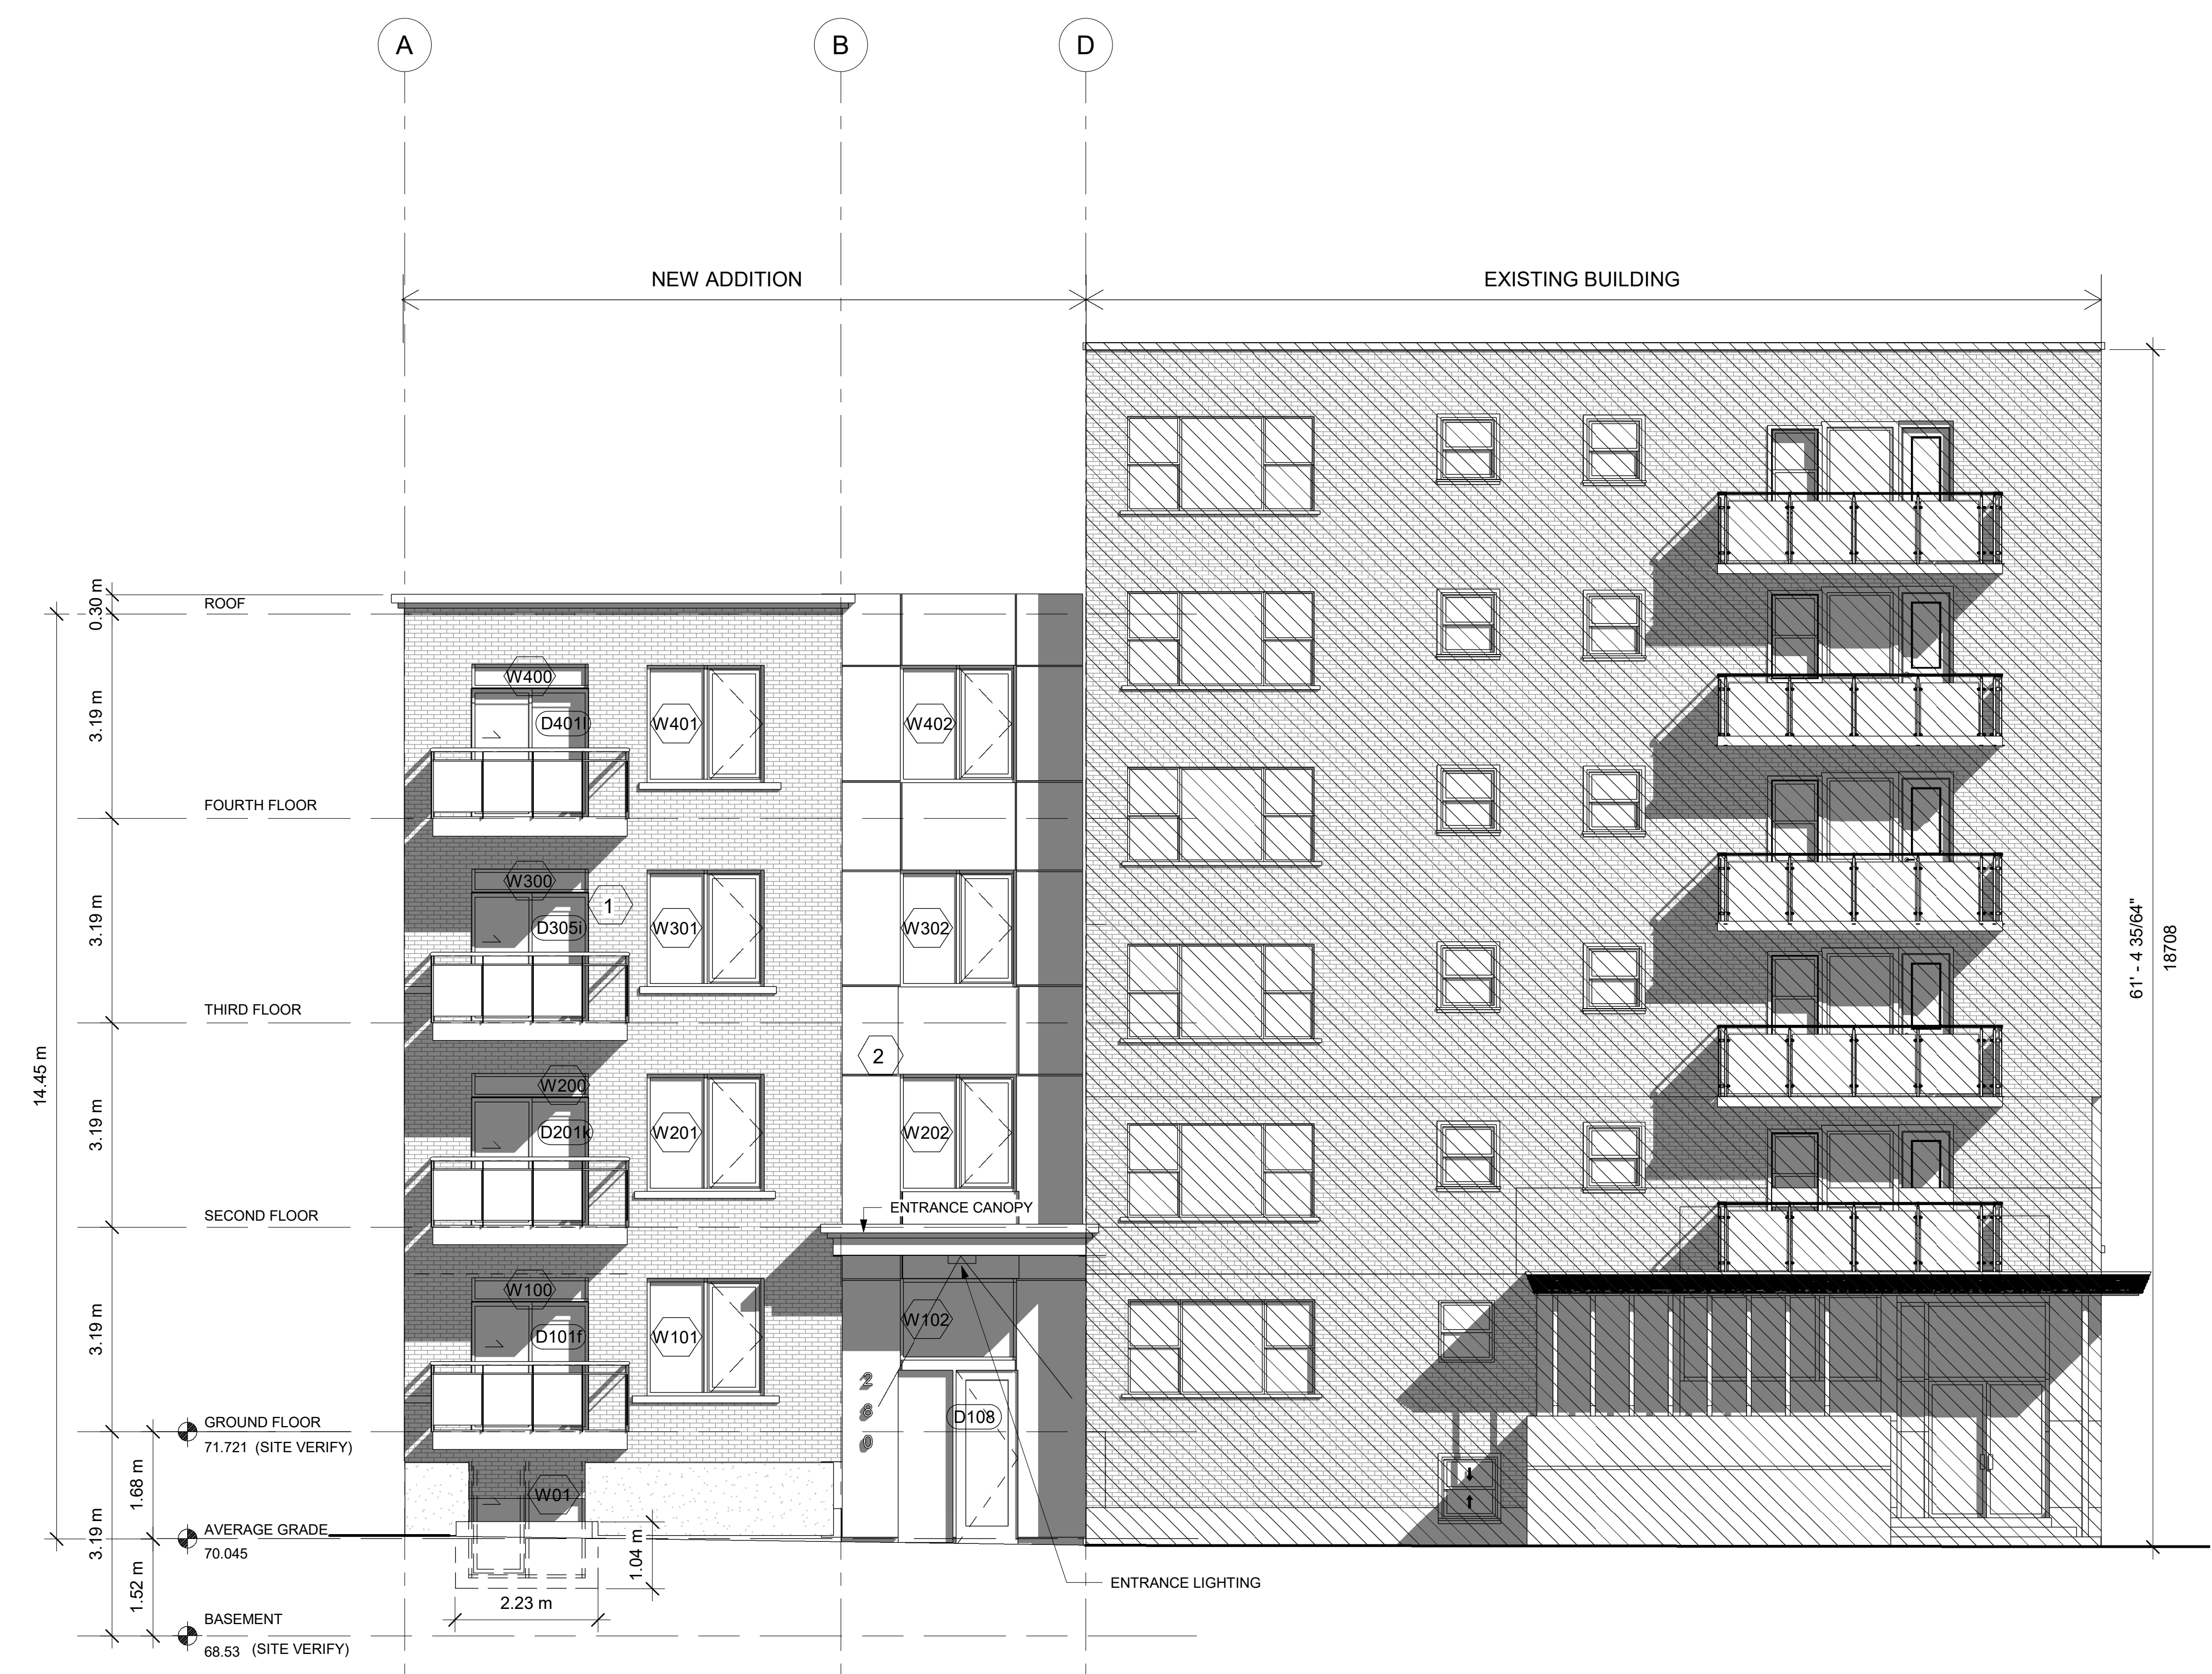 A
B
D
NEW ADDITION
EXISTING BUILDING
0.30 m
ROOF
3.19 m
W400
D401l
W401
W402
FOURTH FLOOR
3.19 m
W300
1
D305i
W301
W302
61' - 4 35/64"
18708
THIRD FLOOR
14.45 m
2
3.19 m
W200
D201k
W201
W202
ENTRANCE CANOPY
SECOND FLOOR
3.19 m
W100
D101f
W101
W102
2
6
0
D108
GROUND FLOOR
71.721 (SITE VERIFY)
1.68 m
W01
3.19 m
AVERAGE GRADE
70.045
1.04 m
1.52 m
ENTRANCE LIGHTING
2.23 m
BASEMENT
68.53 (SITE VERIFY)